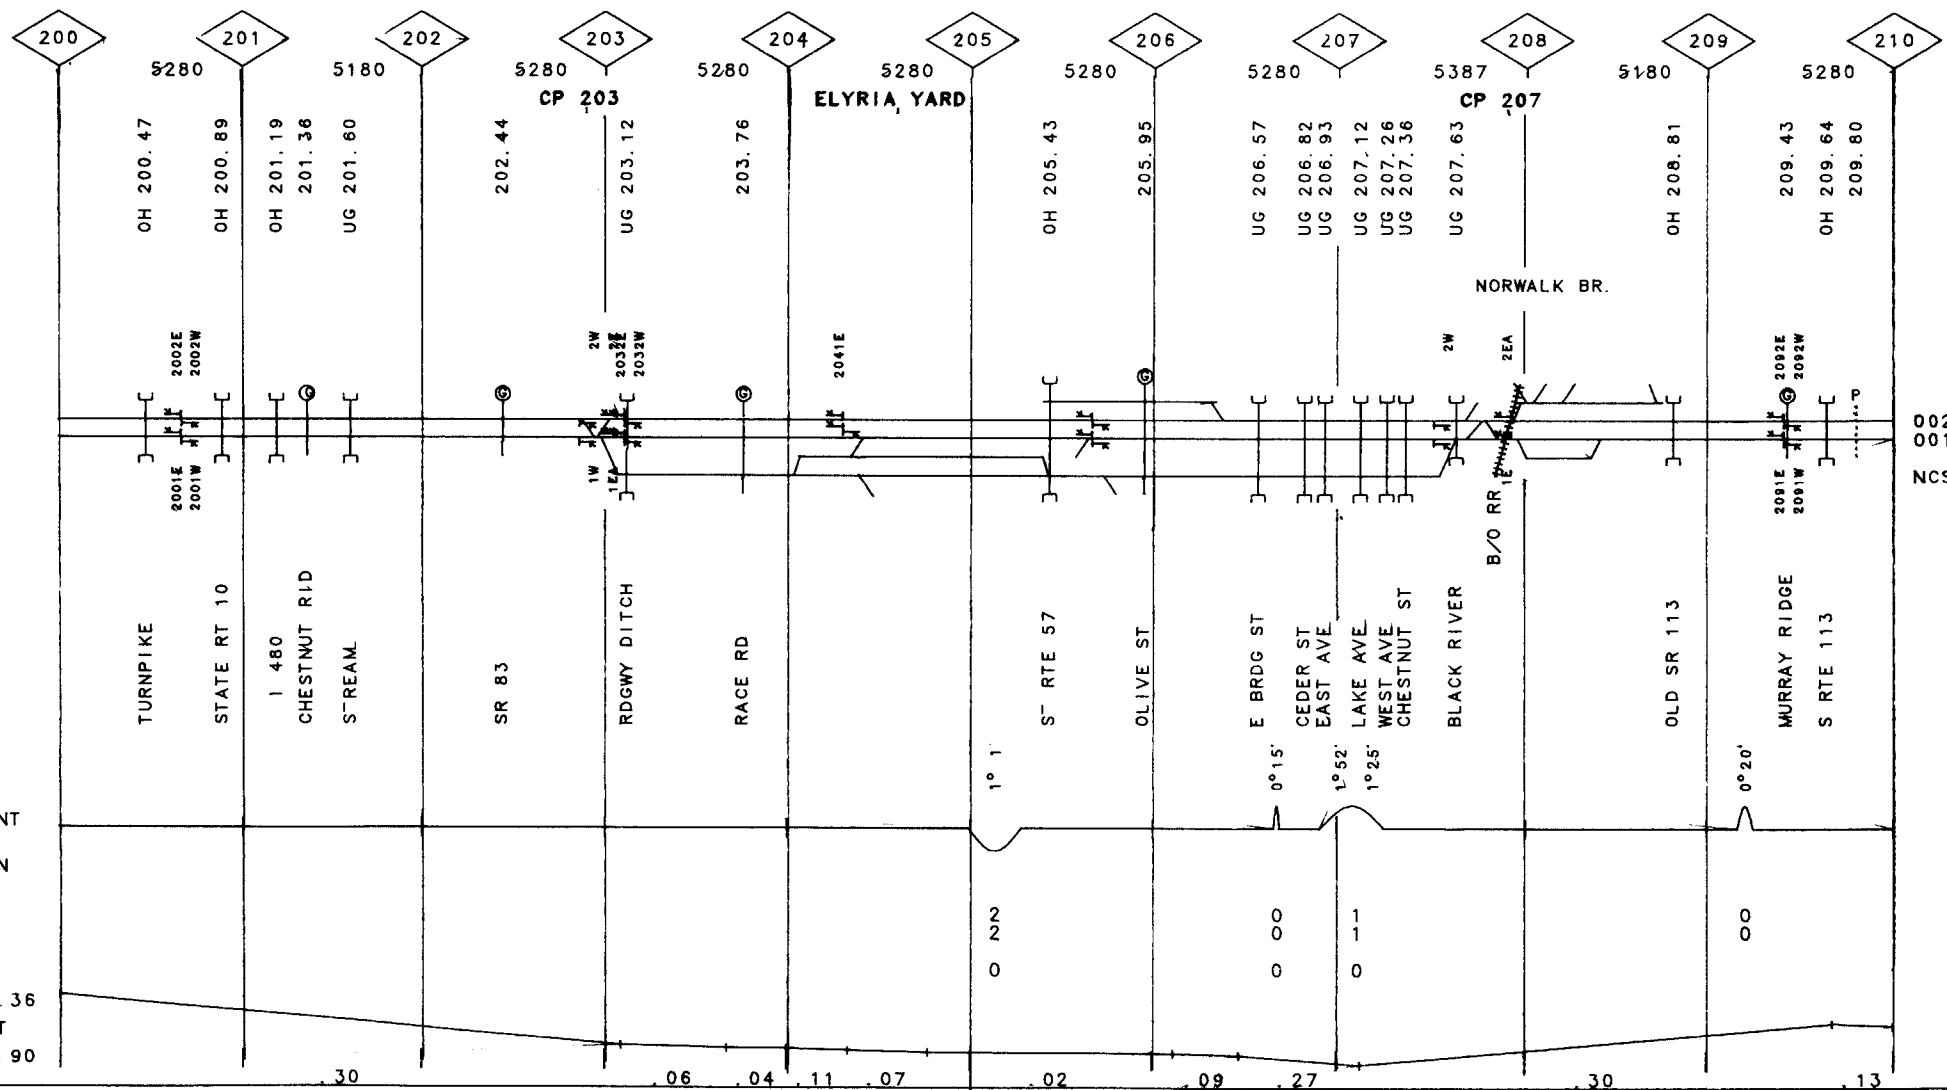 200 201 202 203 204 205 206 207 208 209 210
5280 5180 5280 5280 5280 5280 5280 5387 5180 5280
CP 203 ELYRIA YARD CP 207
OH 200.47
OH 200.89
OH 201.19
201.36
UG 201.60
202.44
UG 203.12
203.76
OH 205.43
205.95
UG 206.57
UG 206.82
UG 206.93
UG 207.12
UG 207.26
UG 207.36
UG 207.63
OH 208.81
209.43
OH 209.64
209.80
NORWALK BR.
2002E
2002W
2W
2032E
2032W
2041E
2W
2EA
2092E
2092W
G G G G G P
002
001
NCS
2001E
2001W
1W
1EA
1E
B/O RR
2091E
2091W
TURNPIKE
STATE RT 10
I 480
CHESTNUT RID
STREAM
SR 83
RDGWY DITCH
RACE RD
ST RTE 57
OLIVE ST
E BRDG ST
CEDER ST
EAST AVE
LAKE AVE
WEST AVE
CHESTNUT ST
BLACK RIVER
OLD SR 113
MURRAY RIDGE
S RTE 113
1°1'
0°15'
1°52'
1°25'
0°20'
NT
N
2 0 1 0
2 0 1 0
0 0 0
36
T
90
.30 .06 .04 .11 .07 .02 .09 .27 .30 .13